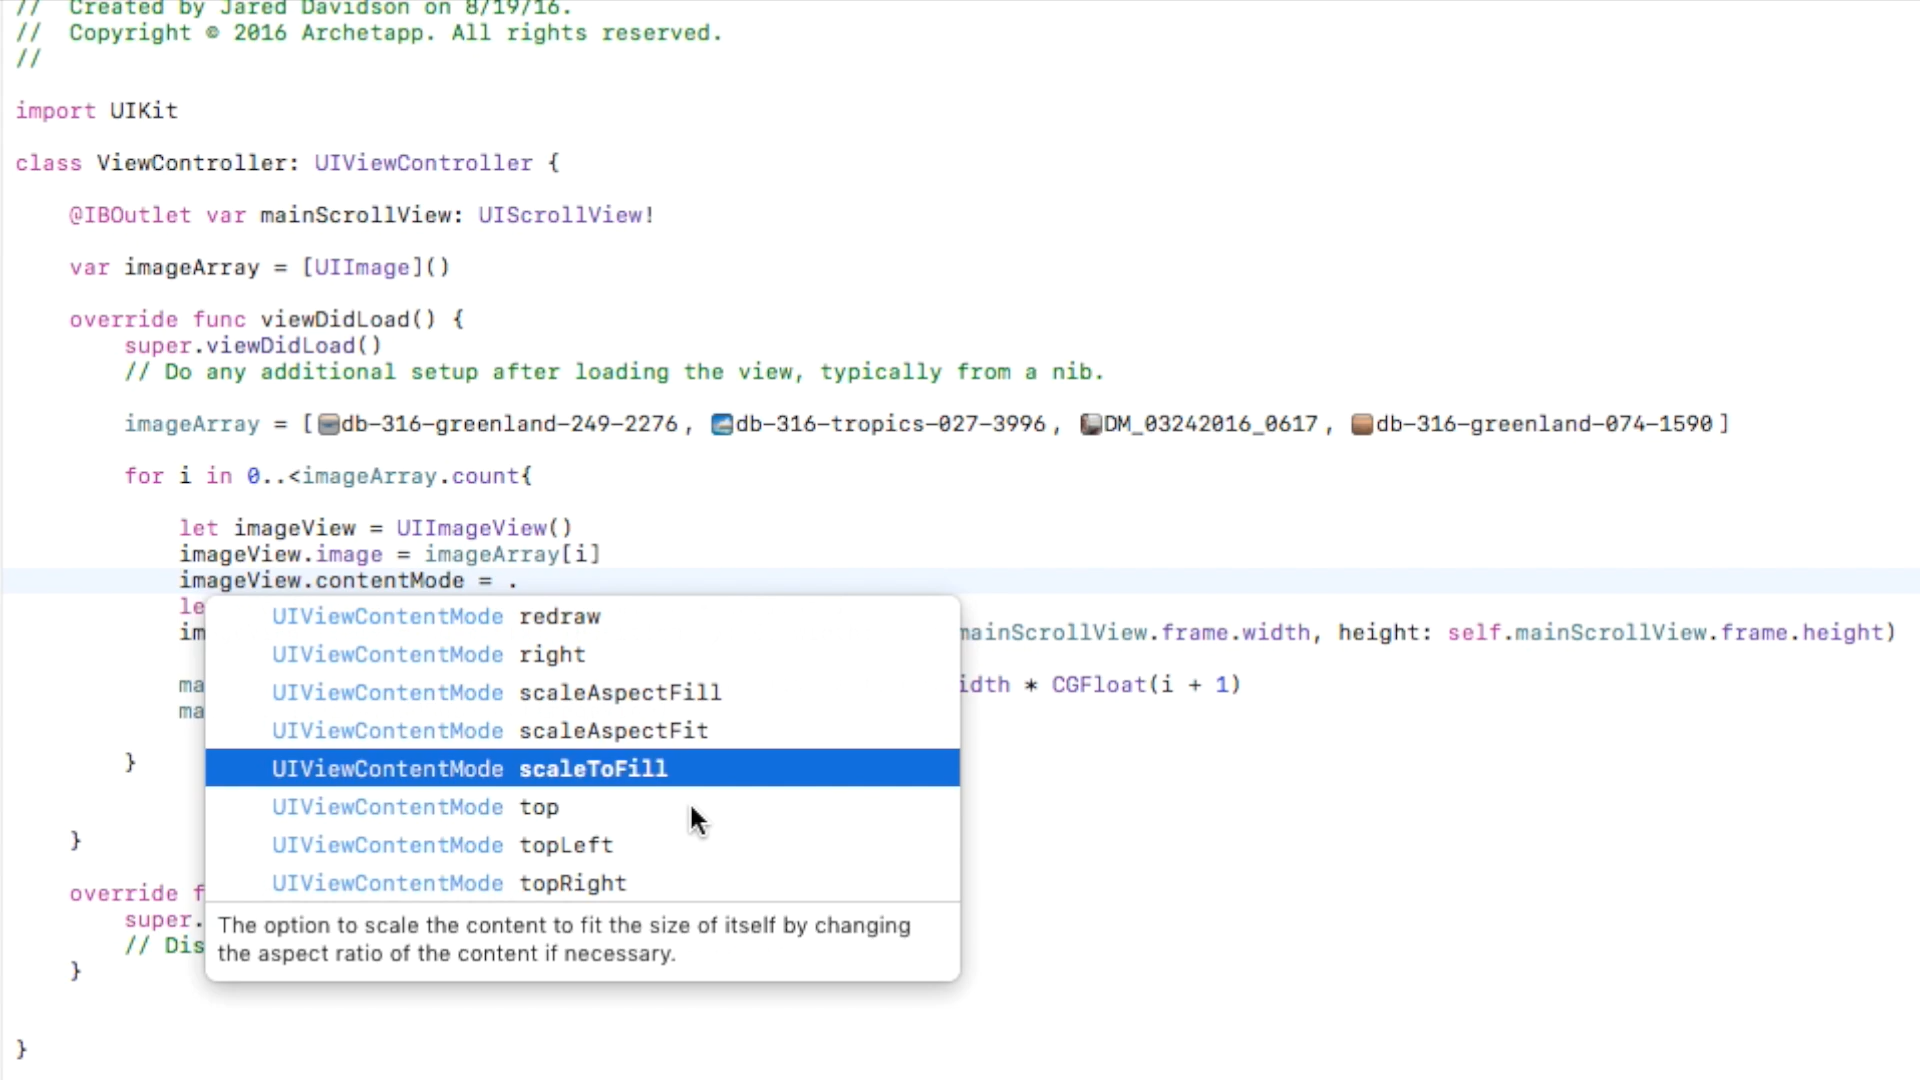 // Created by Jared Davidson on 8/19/16.
// Copyright © 2016 Archetapp. All rights reserved.
//
import UIKit
class ViewController: UIViewController {
@IBOutlet var mainScrollView: UIScrollView!
var imageArray = [UIImage]()
override func viewDidLoad() {
super.viewDidLoad()
// Do any additional setup after loading the view, typically from a nib.
imageArray = [db-316-greenland-249-2276, db-316-tropics-027-3996, DM_03242016_0617, db-316-greenland-074-1590]
for i in 0..<imageArray.count{
let imageView = UIImageView()
imageView.image = imageArray[i]
imageView.contentMode = .
le
UIViewContentMode redraw
im mainScrollView.frame.width, height: self.mainScrollView.frame.height)
UIViewContentMode right
ma idth * CGFloat(i + 1)
UIViewContentMode scaleAspectFill
ma
UIViewContentMode scaleAspectFit
}
UIViewContentMode scaleToFill
UIViewContentMode top
}
UIViewContentMode topLeft
UIViewContentMode topRight
override f
super.
The option to scale the content to fit the size of itself by changing
// Dis
the aspect ratio of the content if necessary.
}
}